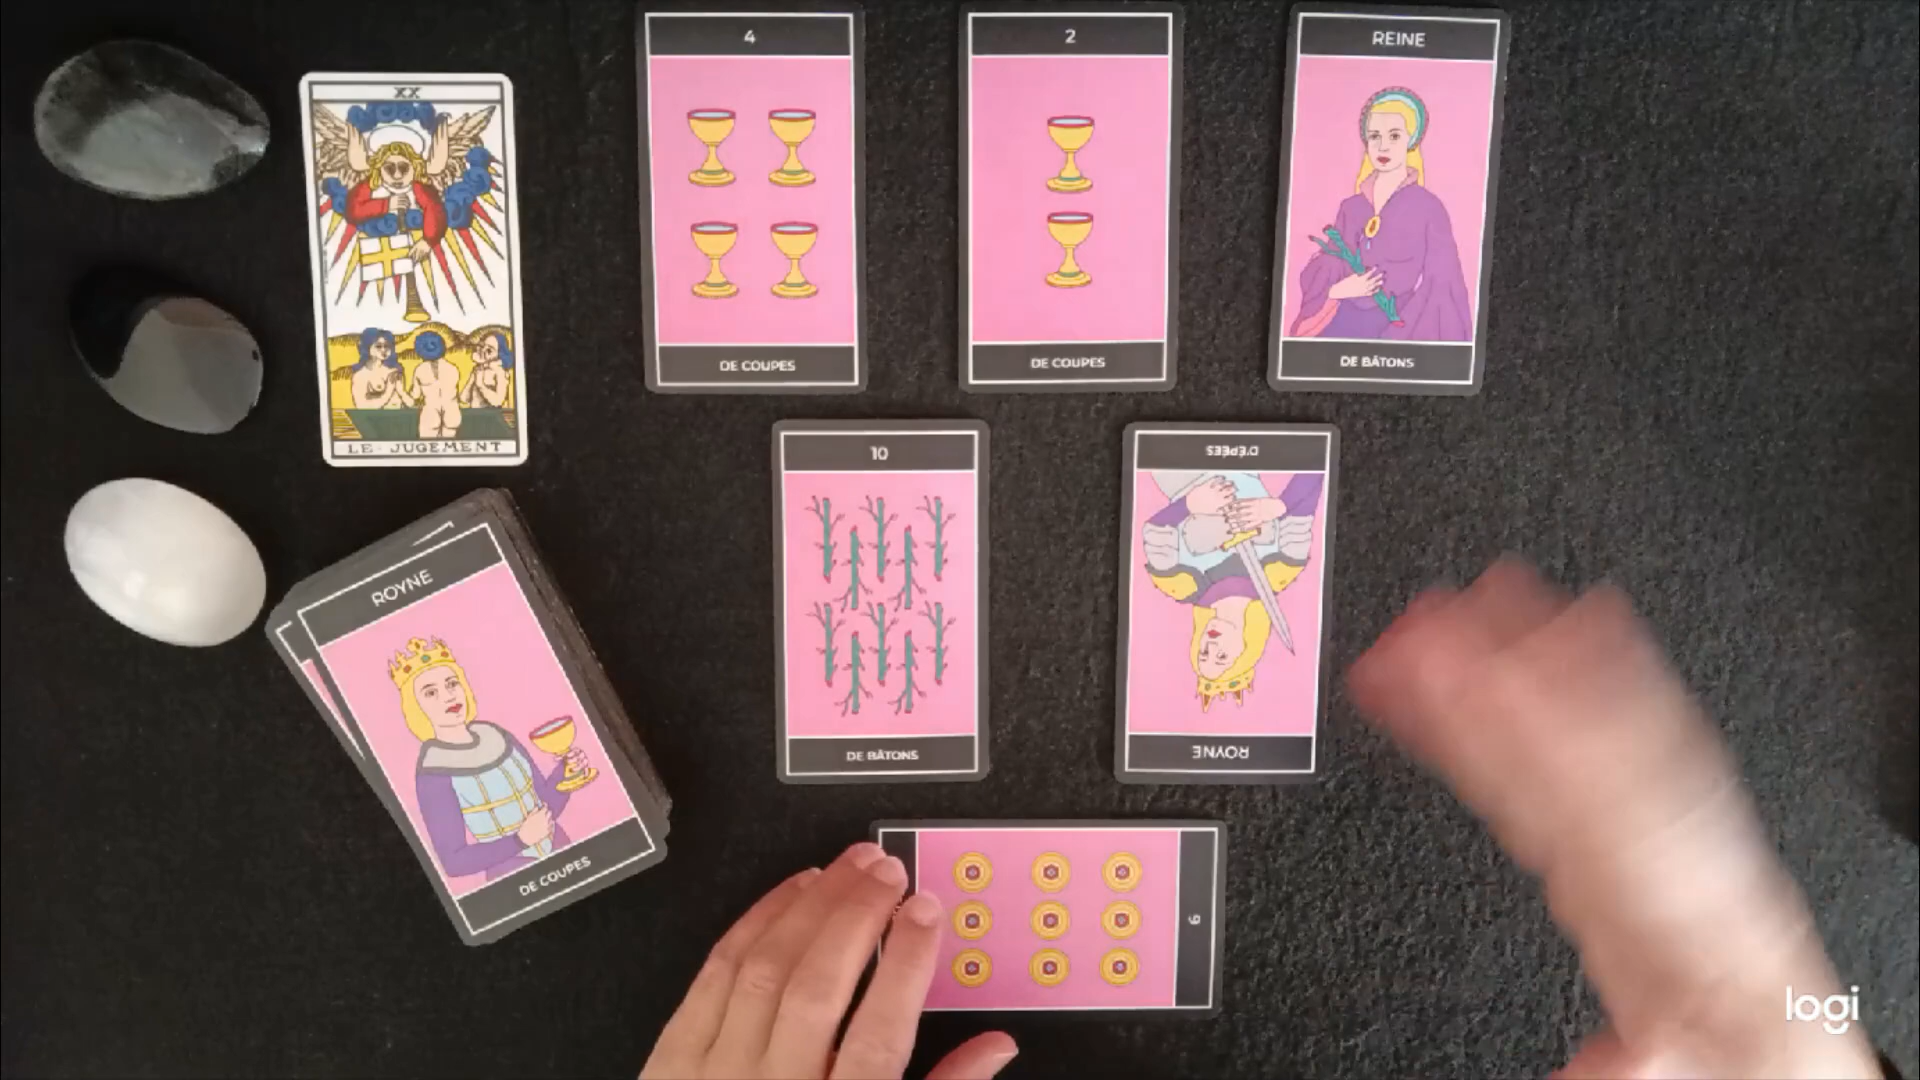 XX
LE·JUGEMENT
4
DE COUPES
2
DE COUPES
REINE
DE BÂTONS
10
DE BÂTONS
D'ÉPÉES
ROYNE
ROYNE
DE COUPES
9
logi